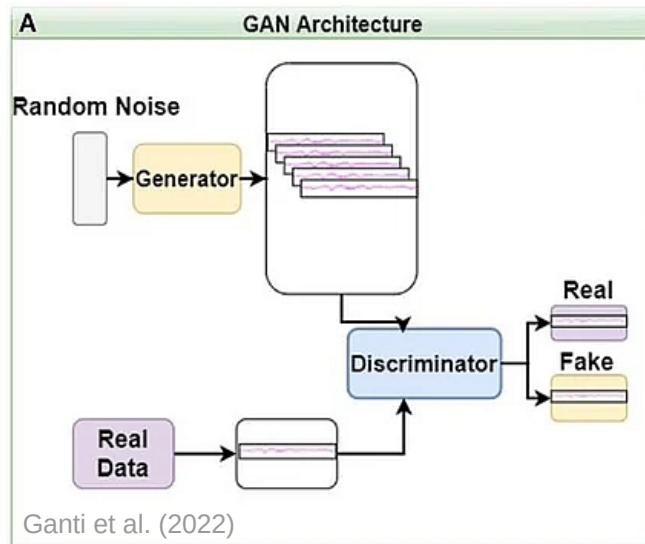 A
GAN Architecture
Random Noise
Generator
Real
Discriminator
Fake
Real
Data
Ganti et al. (2022)